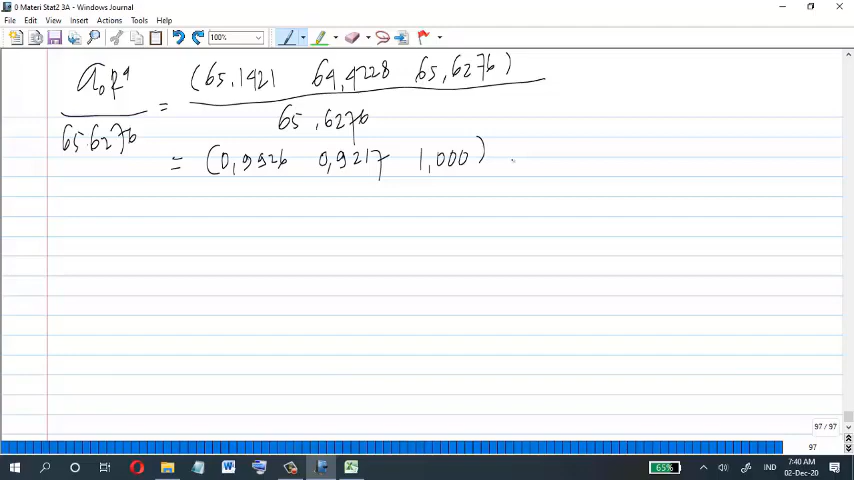 0 Materi Stat2 3A - Windows Journal
File Edit View Insert Actions Tools Help
100%
(65,1421 64,4228 65,6276)
=
65.6276 65,6276
= (0,9926 0,9217 1,000)
97 / 97
97
65% IND 7:40 AM
02-Dec-20